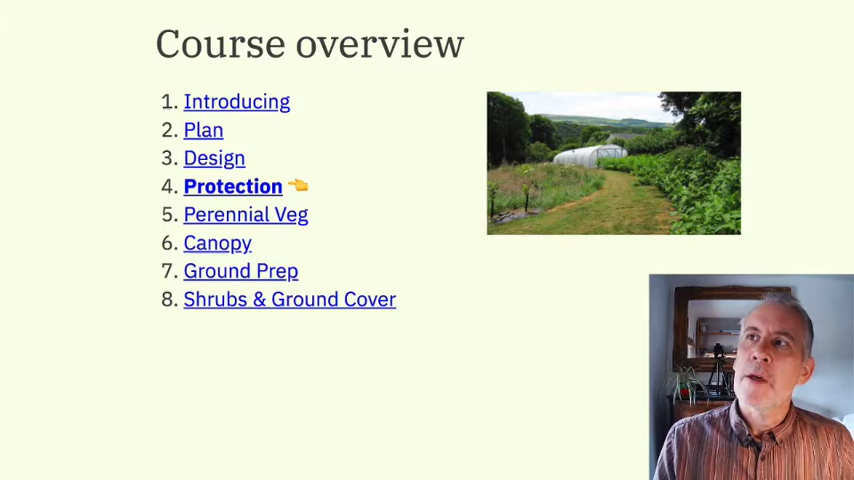 Course overview
1. Introducing
2. Plan
3. Design
4. Protection 👈
5. Perennial Veg
6. Canopy
7. Ground Prep
8. Shrubs & Ground Cover